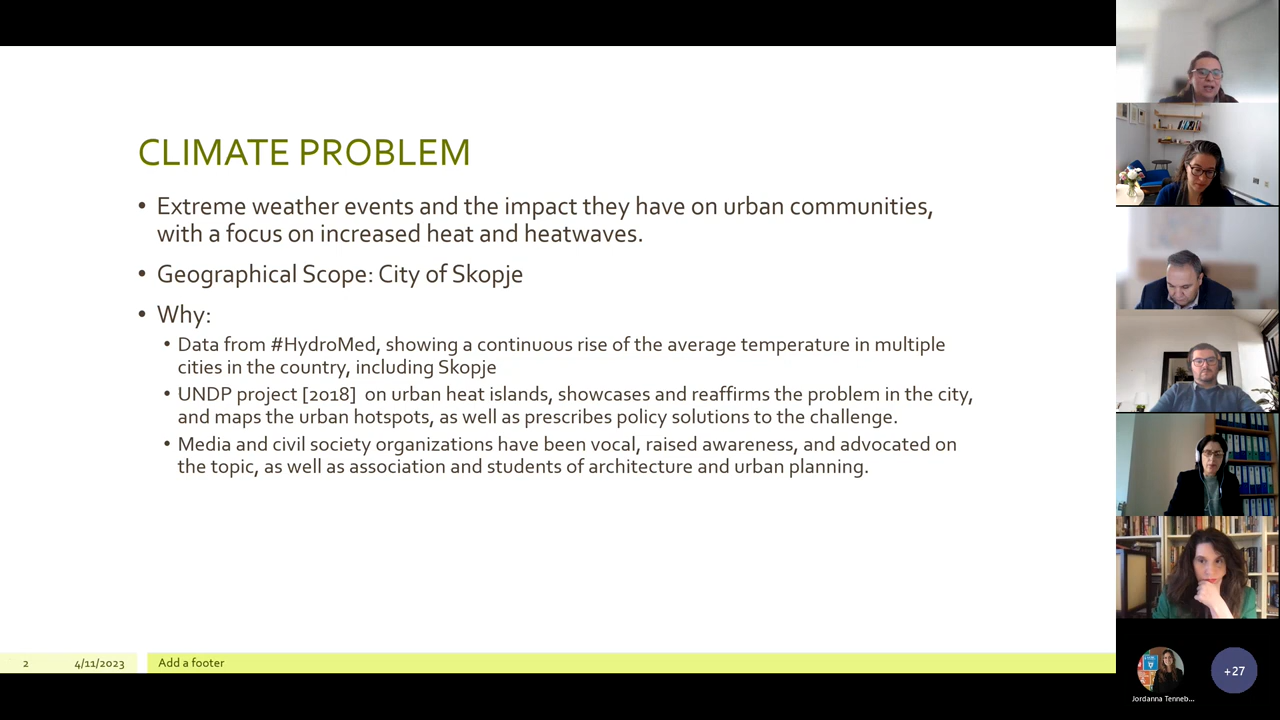 CLIMATE PROBLEM
• Extreme weather events and the impact they have on urban communities,
with a focus on increased heat and heatwaves.
• Geographical Scope: City of Skopje
• Why:
• Data from #HydroMed, showing a continuous rise of the average temperature in multiple
cities in the country, including Skopje
• UNDP project [2018] on urban heat islands, showcases and reaffirms the problem in the city,
and maps the urban hotspots, as well as prescribes policy solutions to the challenge.
• Media and civil society organizations have been vocal, raised awareness, and advocated on
the topic, as well as association and students of architecture and urban planning.
2
4/11/2023
Add a footer
Jordanna Tenneb...
+27